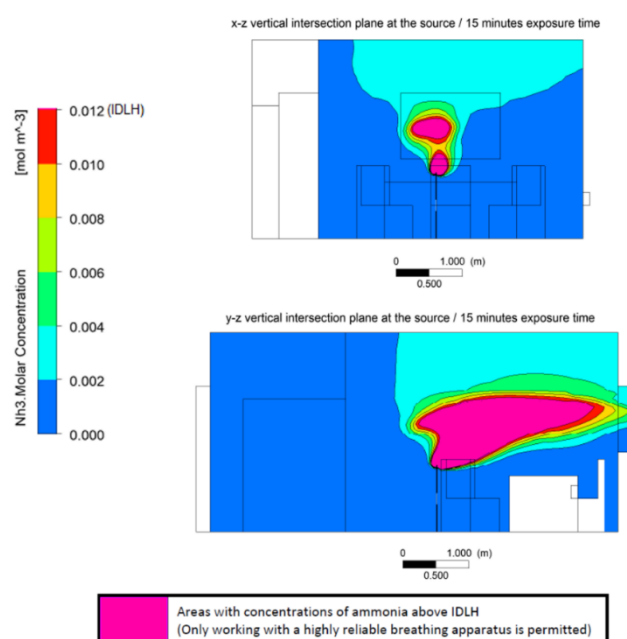 x-z vertical intersection plane at the source / 15 minutes exposure time
[mol m^-3]
0.012 (IDLH)
0.010
0.008
0.006
0.004
0.002
0.000
Nh3.Molar Concentration
0 1.000 (m)
0.500
y-z vertical intersection plane at the source / 15 minutes exposure time
0 1.000 (m)
0.500
Areas with concentrations of ammonia above IDLH
(Only working with a highly reliable breathing apparatus is permitted)